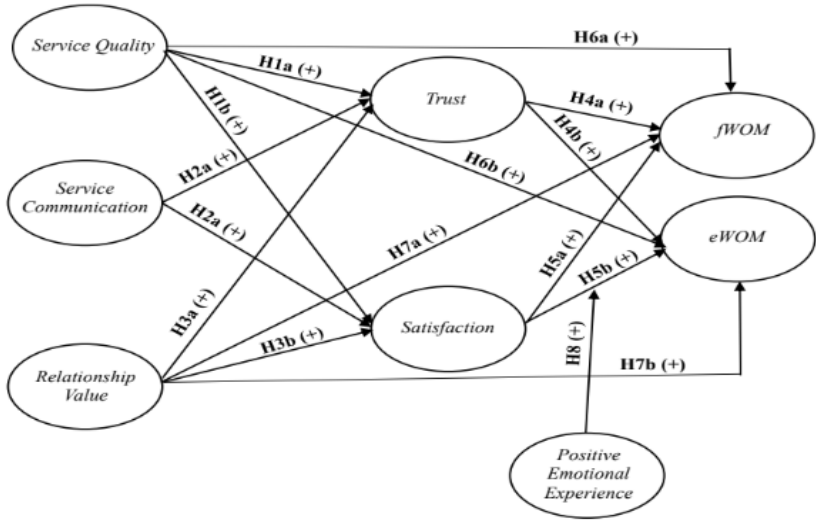 Service Quality
H6a (+)
H1a (+)
Trust
H4a (+)
fWOM
H1b (+)
H4b (+)
H2a (+)
H6b (+)
Service
Communication
H2a (+)
H7a (+)
H5a (+)
eWOM
H5b (+)
H3a (+)
Satisfaction
H3b (+)
H8 (+)
H7b (+)
Relationship
Value
Positive
Emotional
Experience